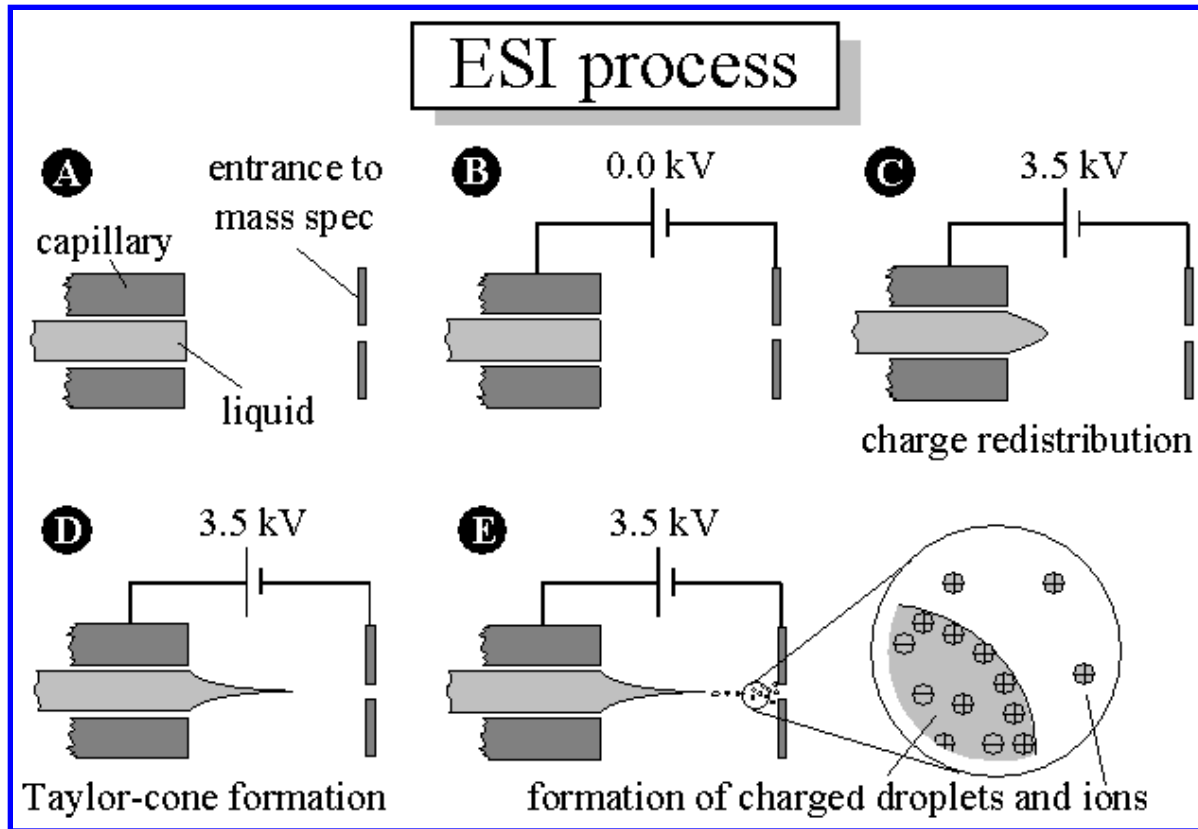 ESI process
A
entrance to
mass spec
capillary
liquid
B
0.0 kV
C
3.5 kV
charge redistribution
D
3.5 kV
Taylor-cone formation
E
3.5 kV
formation of charged droplets and ions